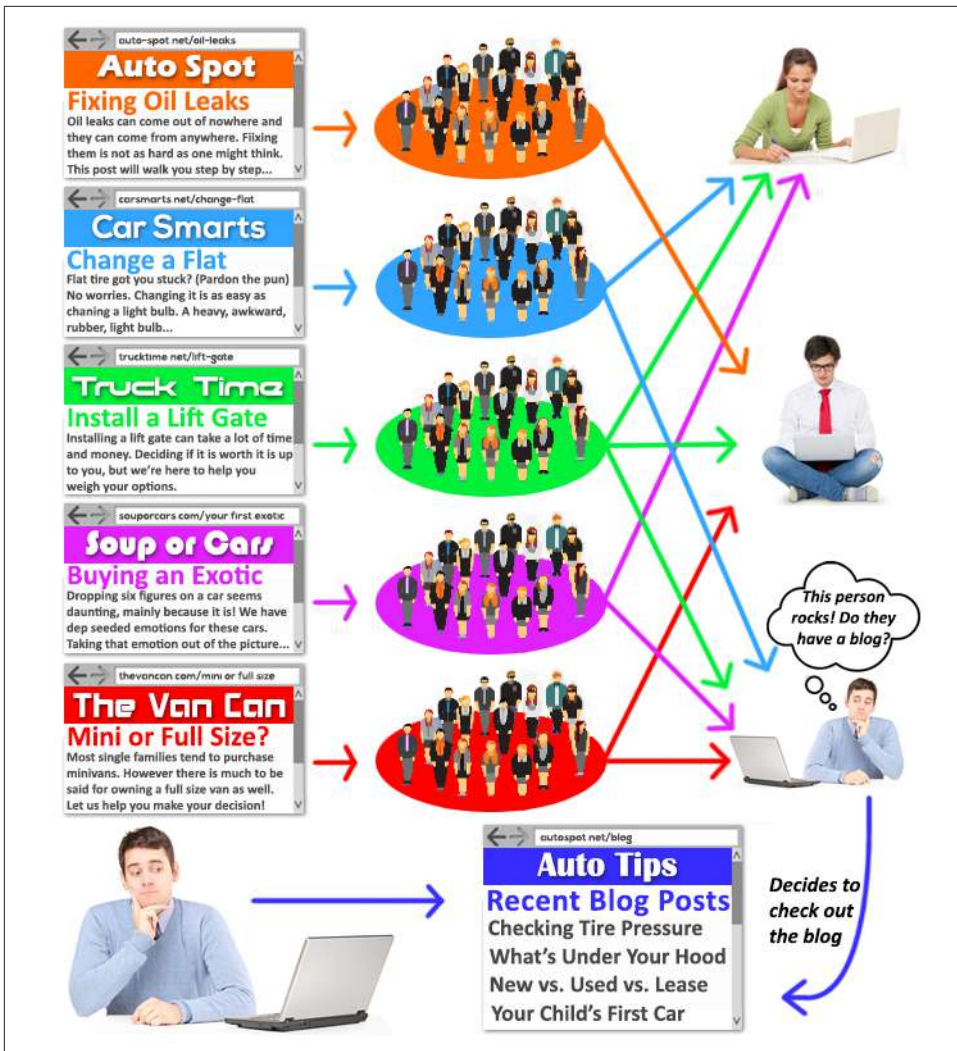 auto-spot net/oil-leaks
Auto Spot
Fixing Oil Leaks
Oil leaks can come out of nowhere and
they can come from anywhere. Fiixing
them is not as hard as one might think.
This post will walk you step by step...
carsmarts net/change-flat
Car Smarts
Change a Flat
Flat tire got you stuck? (Pardon the pun)
No worries. Changing it is as easy as
chaning a light bulb. A heavy, awkward,
rubber, light bulb...
trucktime net/lift-gate
Truck Time
Install a Lift Gate
Installing a lift gate can take a lot of time
and money. Deciding if it is worth it is up
to you, but we're here to help you
weigh your options.
souporcars.com/your first exotic
Soup or Cars
Buying an Exotic
Dropping six figures on a car seems
daunting, mainly because it is! We have
dep seeded emotions for these cars.
Taking that emotion out of the picture...
thevancan.com/mini or full size
The Van Can
Mini or Full Size?
Most single families tend to purchase
minivans. However there is much to be
said for owning a full size van as well.
Let us help you make your decision!
This person
rocks! Do they
have a blog?
autospot net/blog
Auto Tips
Recent Blog Posts
Checking Tire Pressure
What's Under Your Hood
New vs. Used vs. Lease
Your Child's First Car
Decides to
check out
the blog